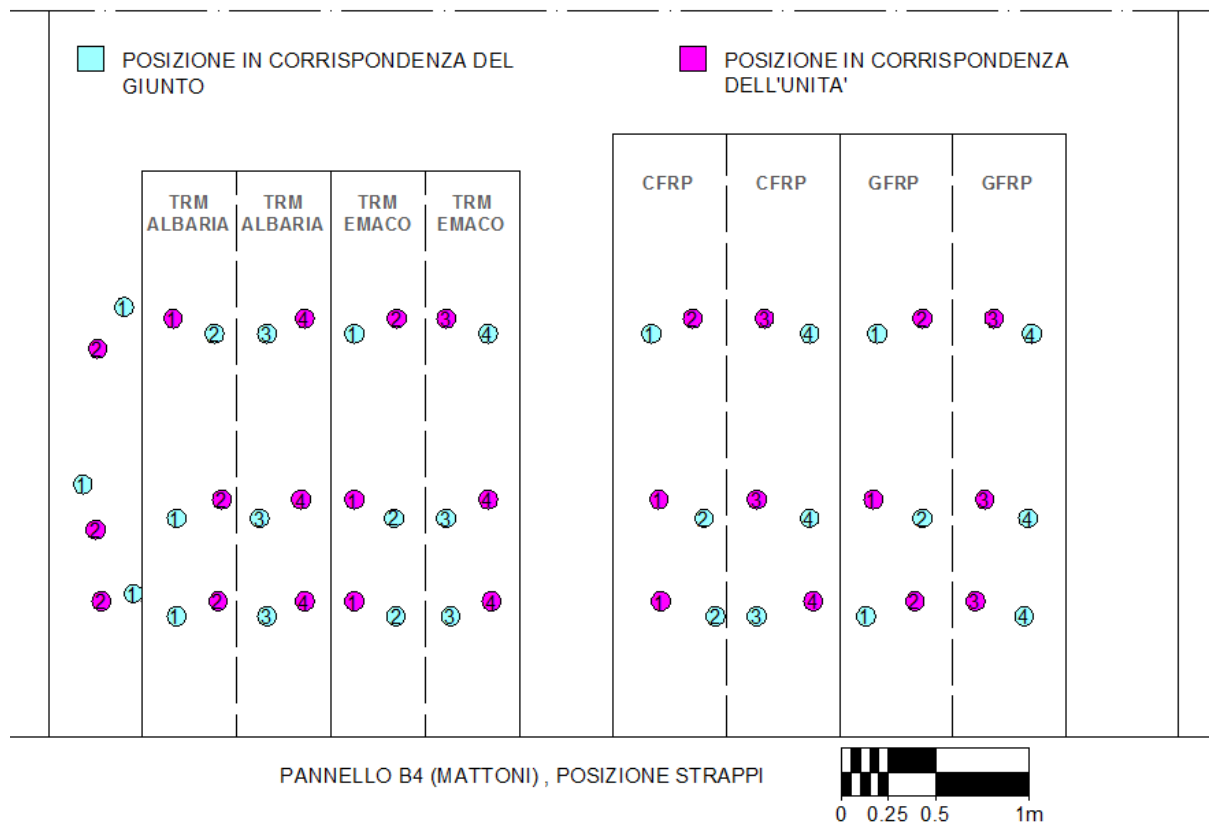 POSIZIONE IN CORRISPONDENZA DEL
GIUNTO
POSIZIONE IN CORRISPONDENZA
DELL'UNITA'
TRM
ALBARIA
TRM
ALBARIA
TRM
EMACO
TRM
EMACO
CFRP
CFRP
GFRP
GFRP
1 1 2 3 4 1 2 3 4 1 2 3 4 1 2 3 4
2
1 1 2 3 4 1 2 3 4 1 2 3 4 1 2 3 4
2
2 1 1 2 3 4 1 2 3 4 1 2 3 4 1 2 3 4
PANNELLO B4 (MATTONI) , POSIZIONE STRAPPI
0 0.25 0.5 1m